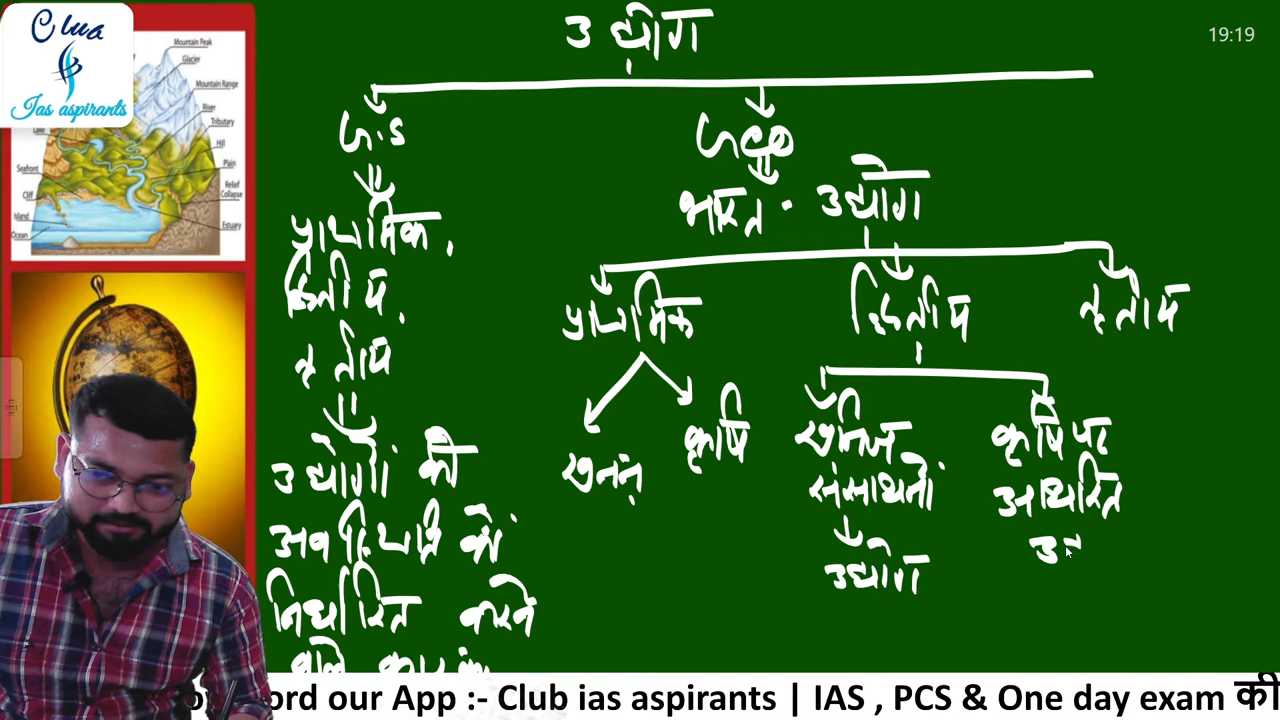 Clua
Ias aspirants
Mountain Peak
Glacier
Mountain Range
River
Tributary
Hill
Lake
Plain
Seafront
Relief
Collapse
Cliff
Island
Estuary
Ocean
19:19
उद्योग
G.S
भारत . उद्योग
प्राथमिक .
द्वितीय .
तृतीय
प्राथमिक
द्वितीय
तृतीय
खनन
कृषि
खनिज
संसाधनों
उद्योग
कृषि पर
आधारित
उद्योगों की
अवस्थिति को
निर्धारित करने
वाले कारक
ord our App :- Club ias aspirants | IAS , PCS & One day exam की